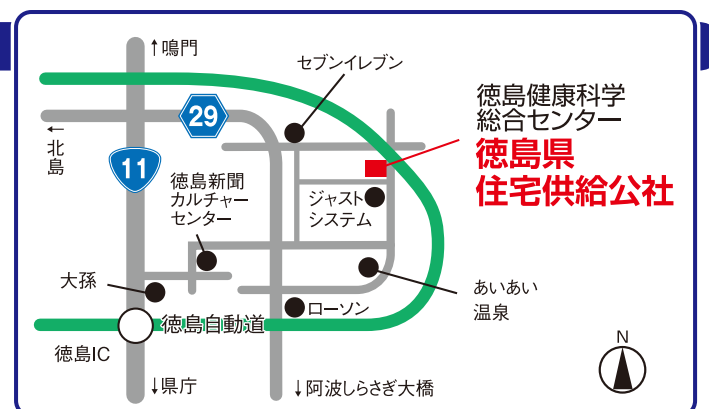 ↑鳴門
セブンイレブン
29
徳島健康科学
総合センター
徳島県
住宅供給公社
←
北島
11
徳島新聞
カルチャー
センター
ジャスト
システム
大孫
あいあい
温泉
ローソン
徳島自動道
徳島IC
N
↓県庁
↓阿波しらさぎ大橋